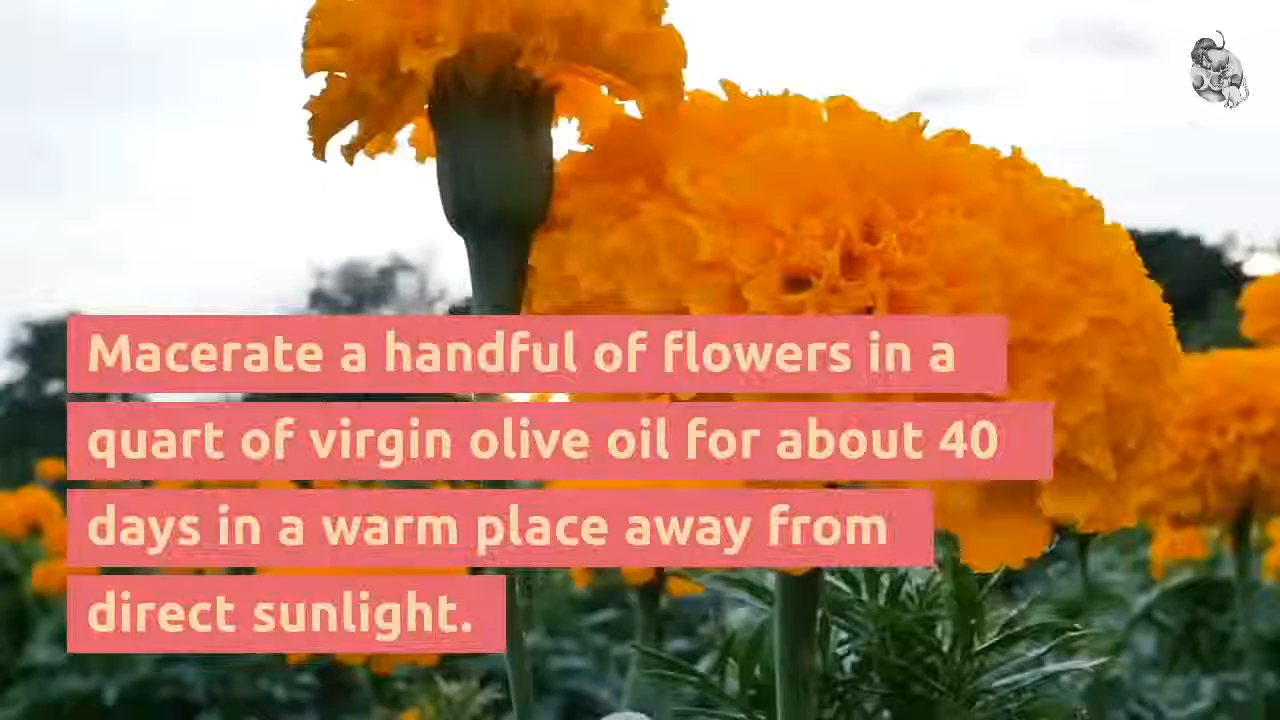 Macerate a handful of flowers in a
quart of virgin olive oil for about 40
days in a warm place away from
direct sunlight.